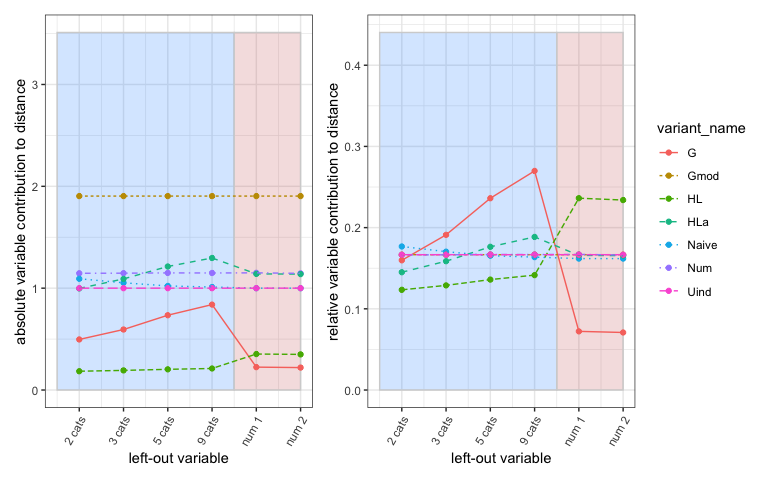 absolute variable contribution to distance
3
2
1
0
2 cats
3 cats
5 cats
9 cats
num 1
num 2
left-out variable
relative variable contribution to distance
0.4
0.3
0.2
0.1
0.0
2 cats
3 cats
5 cats
9 cats
num 1
num 2
left-out variable
variant_name
G
Gmod
HL
HLa
Naive
Num
Uind